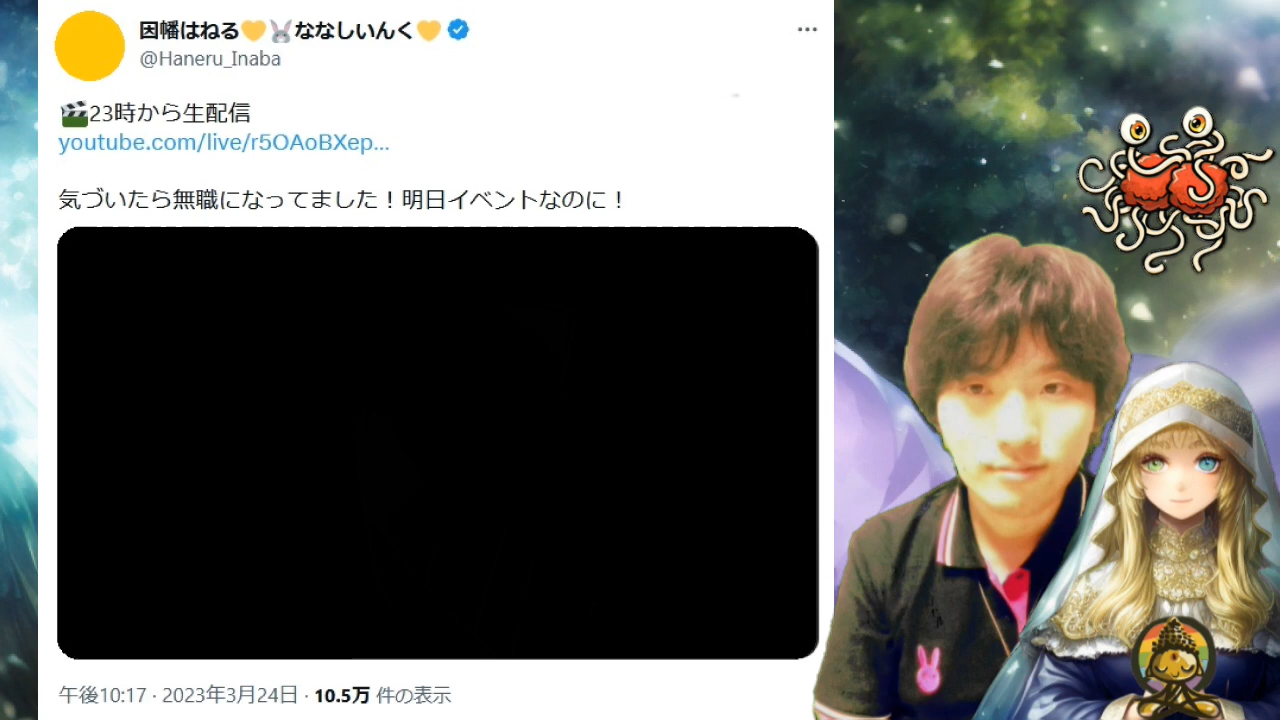 因幡はねる💛🐰ななしいんく💛
@Haneru_Inaba
🎬23時から生配信
youtube.com/live/r5OAoBXep...
気づいたら無職になってました！明日イベントなのに！
午後10:17 · 2023年3月24日 · 10.5万 件の表示